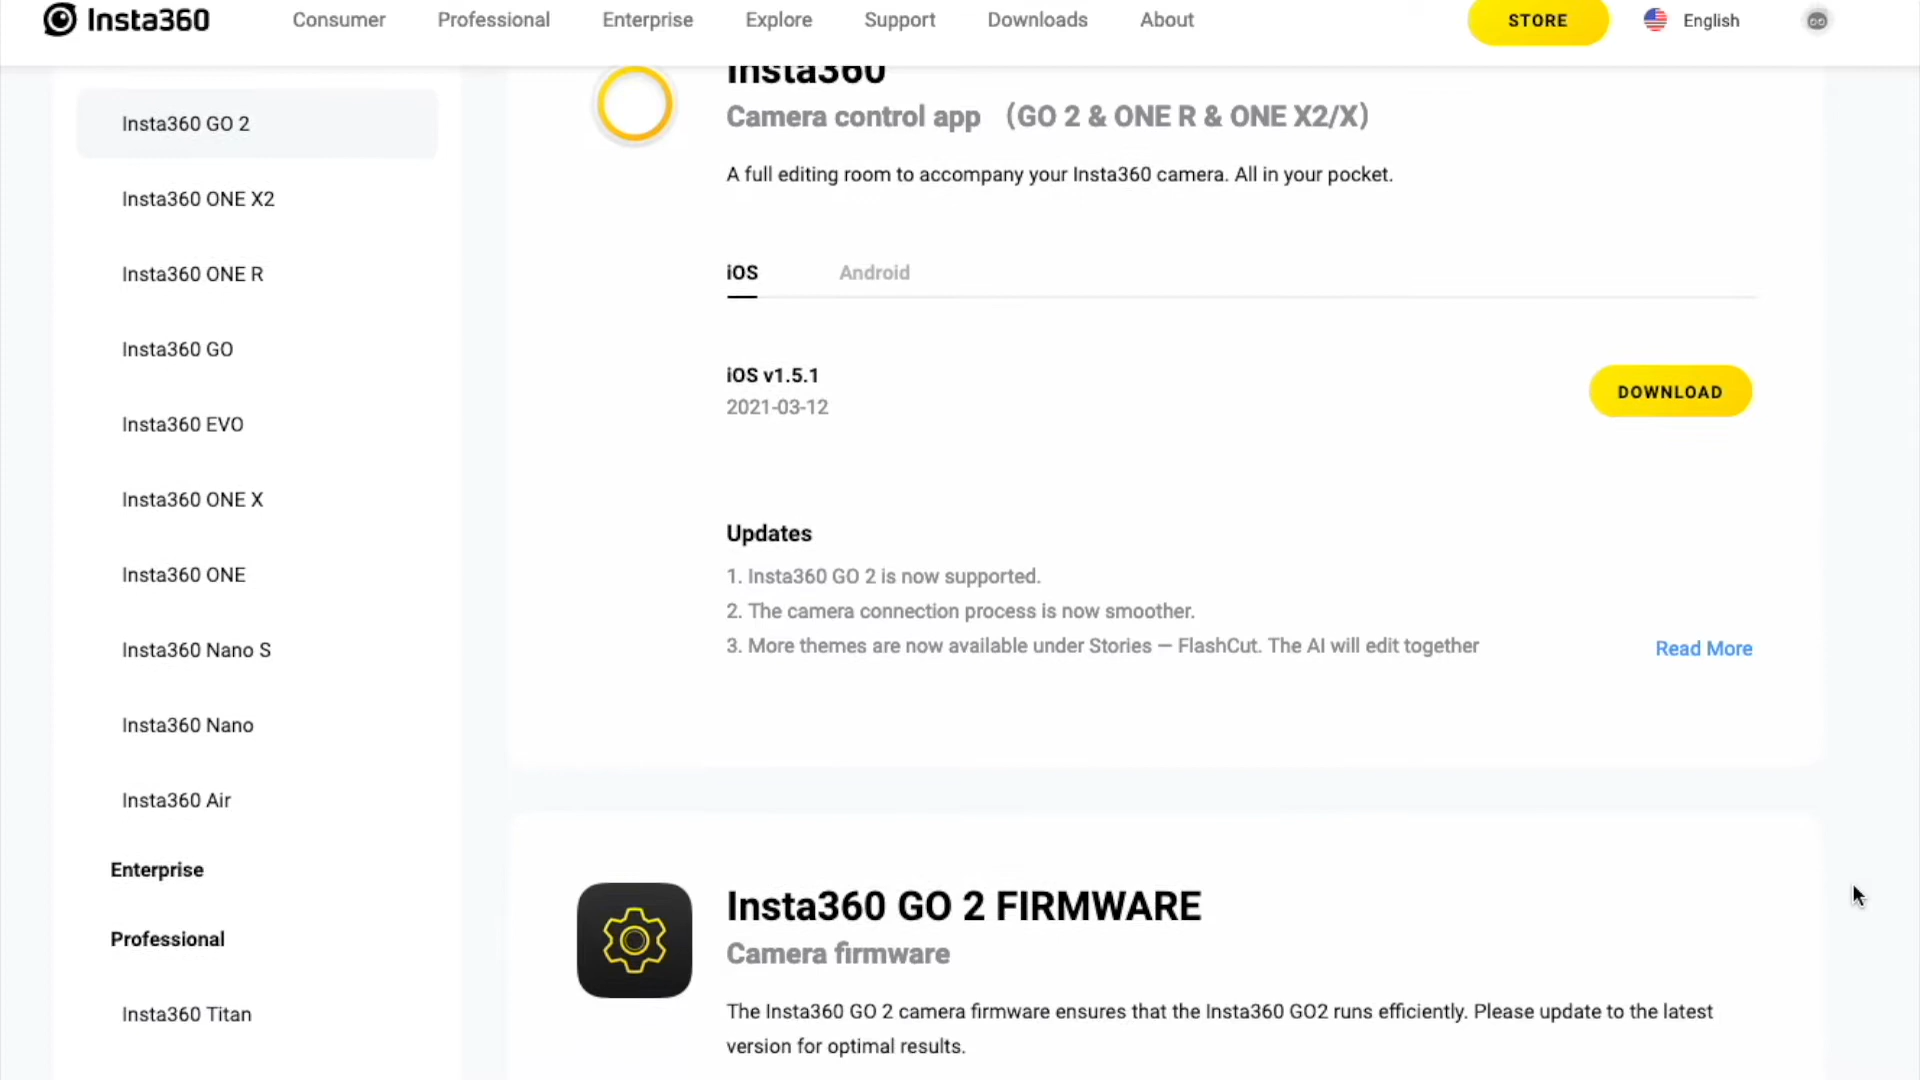 Insta360
Consumer
Professional
Enterprise
Explore
Support
Downloads
About
STORE
English
Insta360 GO 2
Insta360 ONE X2
Insta360 ONE R
Insta360 GO
Insta360 EVO
Insta360 ONE X
Insta360 ONE
Insta360 Nano S
Insta360 Nano
Insta360 Air
Enterprise
Professional
Insta360 Titan
Insta360
Camera control app （GO 2 & ONE R & ONE X2/X）
A full editing room to accompany your Insta360 camera. All in your pocket.
iOS
Android
iOS v1.5.1
2021-03-12
DOWNLOAD
Updates
1. Insta360 GO 2 is now supported.
2. The camera connection process is now smoother.
3. More themes are now available under Stories — FlashCut. The AI will edit together
Read More
Insta360 GO 2 FIRMWARE
Camera firmware
The Insta360 GO 2 camera firmware ensures that the Insta360 GO2 runs efficiently. Please update to the latest
version for optimal results.